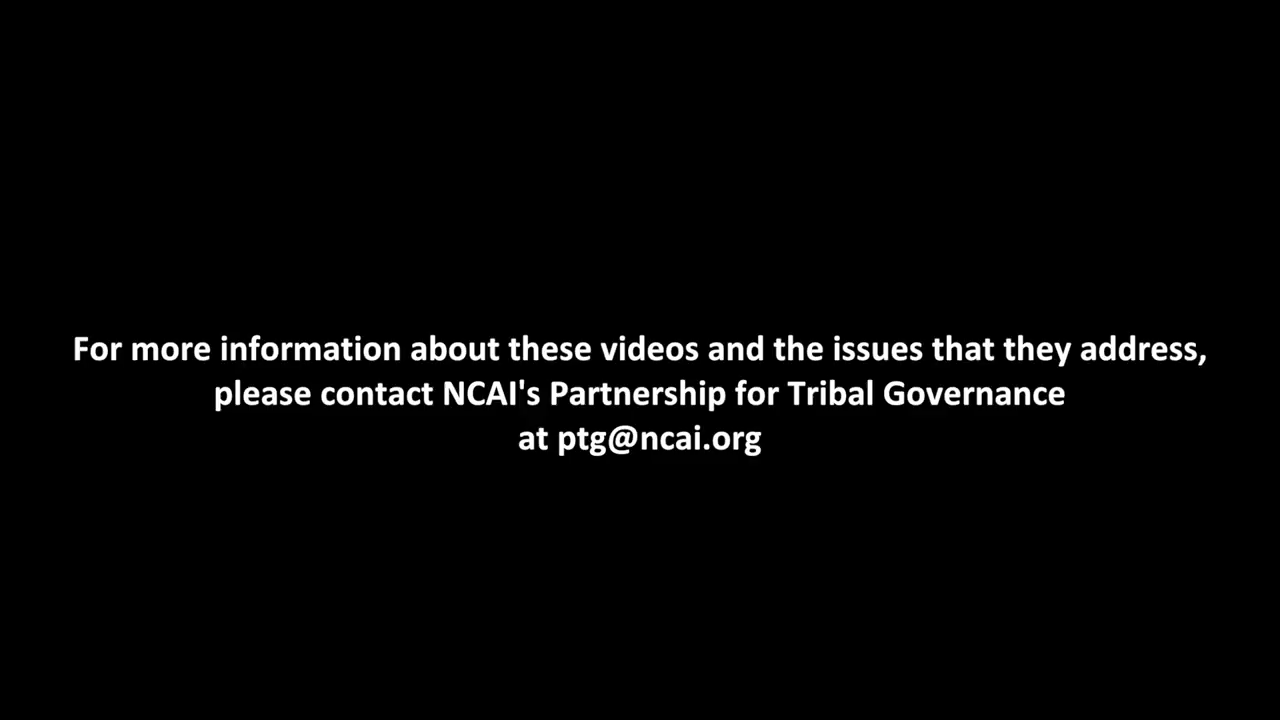 For more information about these videos and the issues that they address,
please contact NCAI's Partnership for Tribal Governance
at ptg@ncai.org